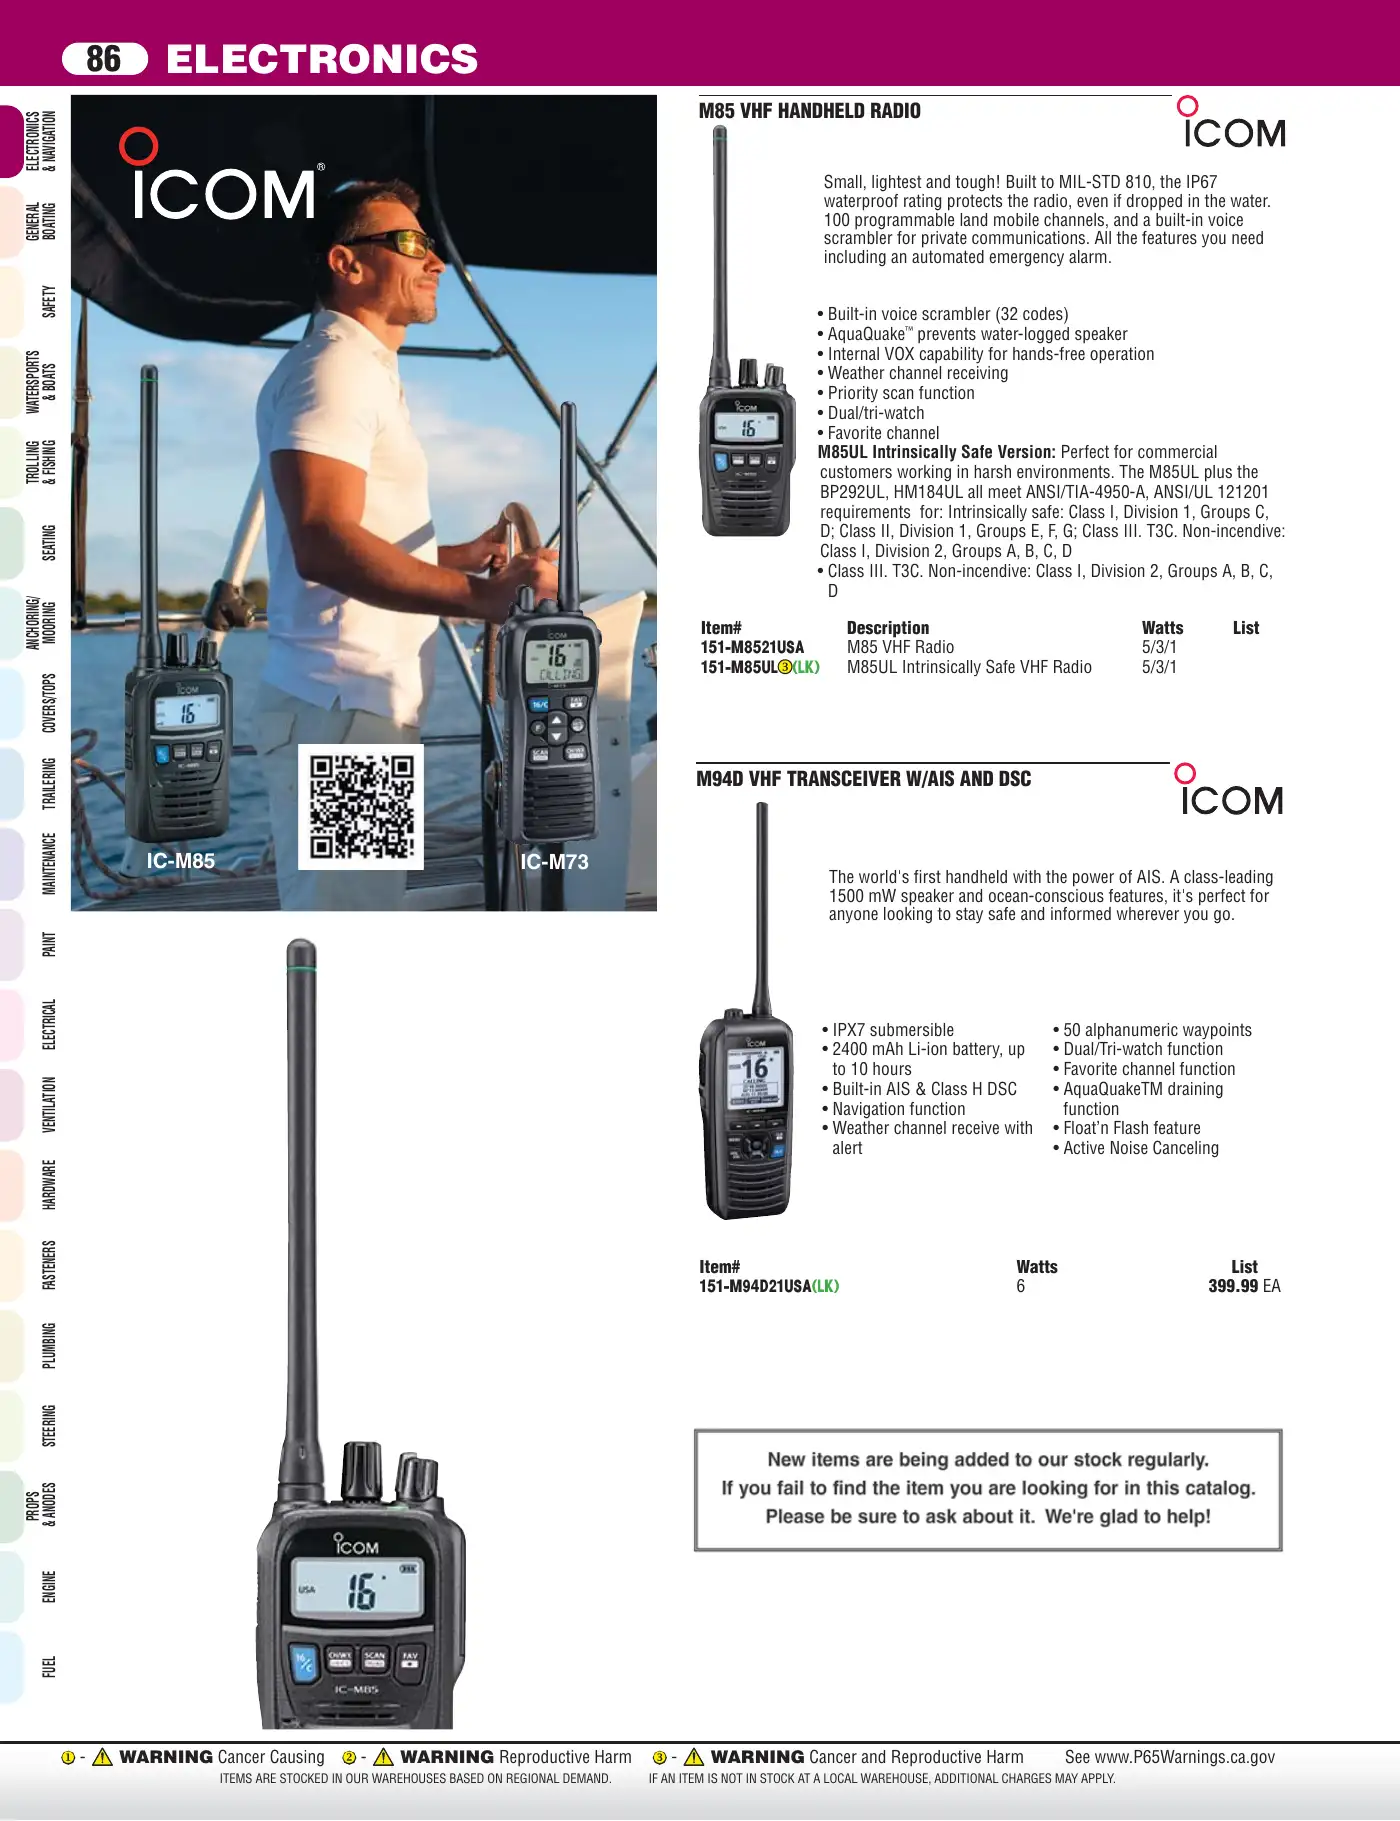 86 ELECTRONICS
ELECTRONICS
& NAVIGATION
GENERAL
BOATING
SAFETY
WATERSPORTS
& BOATS
TROLLING
& FISHING
SEATING
ANCHORING/
MOORING
COVERS/TOPS
TRAILERING
MAINTENANCE
PAINT
ELECTRICAL
VENTILATION
HARDWARE
FASTENERS
PLUMBING
STEERING
PROPS
& ANODES
ENGINE
FUEL
ICOM®
ICOM
16
ICOM
16
CALLING
16/C
FAV
SCAN
CH/WX
IC-M85
IC-M73
ICOM
USA
16
16/C
CH/WX
SCAN
FAV
IC-M85
M85 VHF HANDHELD RADIO
ICOM
Small, lightest and tough! Built to MIL-STD 810, the IP67
waterproof rating protects the radio, even if dropped in the water.
100 programmable land mobile channels, and a built-in voice
scrambler for private communications. All the features you need
including an automated emergency alarm.
ICOM
16
• Built-in voice scrambler (32 codes)
• AquaQuake™ prevents water-logged speaker
• Internal VOX capability for hands-free operation
• Weather channel receiving
• Priority scan function
• Dual/tri-watch
• Favorite channel
M85UL Intrinsically Safe Version: Perfect for commercial
customers working in harsh environments. The M85UL plus the
BP292UL, HM184UL all meet ANSI/TIA-4950-A, ANSI/UL 121201
requirements for: Intrinsically safe: Class I, Division 1, Groups C,
D; Class II, Division 1, Groups E, F, G; Class III. T3C. Non-incendive:
Class I, Division 2, Groups A, B, C, D
• Class III. T3C. Non-incendive: Class I, Division 2, Groups A, B, C,
D
Item# Description Watts List
151-M8521USA M85 VHF Radio 5/3/1
151-M85UL3(LK) M85UL Intrinsically Safe VHF Radio 5/3/1
M94D VHF TRANSCEIVER W/AIS AND DSC
ICOM
The world's first handheld with the power of AIS. A class-leading
1500 mW speaker and ocean-conscious features, it's perfect for
anyone looking to stay safe and informed wherever you go.
ICOM
16
CALLING
• IPX7 submersible
• 2400 mAh Li-ion battery, up
to 10 hours
• Built-in AIS & Class H DSC
• Navigation function
• Weather channel receive with
alert
• 50 alphanumeric waypoints
• Dual/Tri-watch function
• Favorite channel function
• AquaQuakeTM draining
function
• Float’n Flash feature
• Active Noise Canceling
Item# Watts List
151-M94D21USA(LK) 6 399.99 EA
New items are being added to our stock regularly.
If you fail to find the item you are looking for in this catalog.
Please be sure to ask about it. We're glad to help!
1 - WARNING Cancer Causing 2 - WARNING Reproductive Harm 3 - WARNING Cancer and Reproductive Harm See www.P65Warnings.ca.gov
ITEMS ARE STOCKED IN OUR WAREHOUSES BASED ON REGIONAL DEMAND. IF AN ITEM IS NOT IN STOCK AT A LOCAL WAREHOUSE, ADDITIONAL CHARGES MAY APPLY.